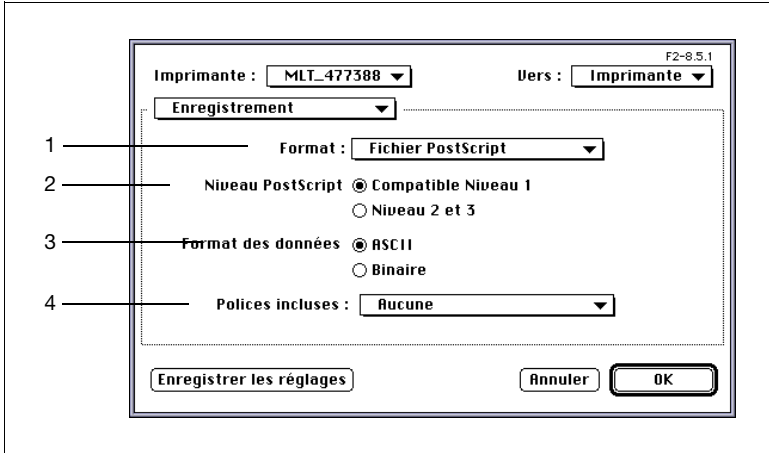 F2-8.5.1
Imprimante : MLT_477388 Vers : Imprimante
Enregistrement
1 Format : Fichier PostScript
2 Niveau PostScript Compatible Niveau 1
Niveau 2 et 3
3 Format des données ASCII
Binaire
4 Polices incluses : Aucune
Enregistrer les réglages Annuler OK